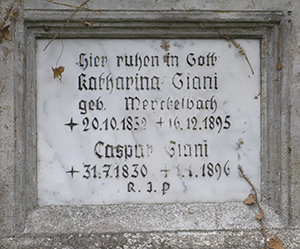 Hier ruhen in Gott
Katharina Giani
geb. Merckelbach
+ 20.10.1832 + 16.12.1895
Caspar Giani
+ 31.7.1830 + 1.1896
R. I. P